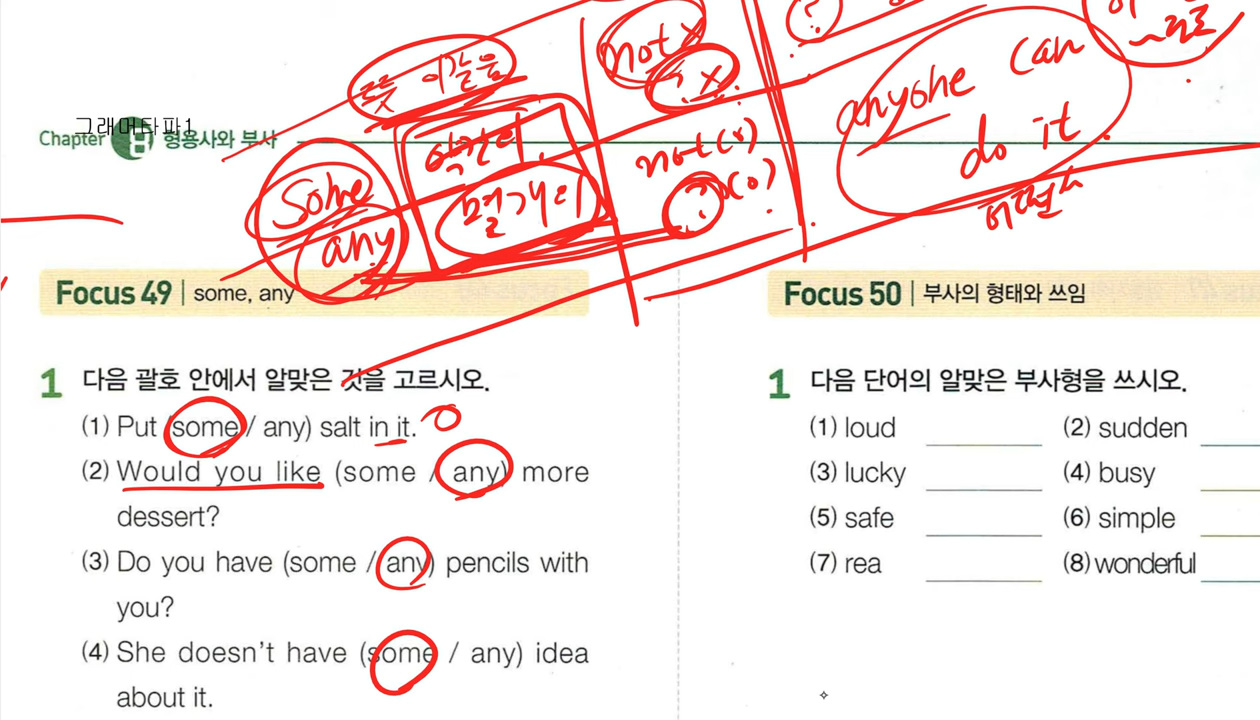 not x
? x
anyone can
do it
뜻 이같을
약간의
몇 개의
some
any
not(x)
?(o)
그래머타파1
Chapter 8 형용사와 부사
Focus 49 | some, any
1 다음 괄호 안에서 알맞은 것을 고르시오.
(1) Put (some / any) salt in it.
(2) Would you like (some / any) more
dessert?
(3) Do you have (some / any) pencils with
you?
(4) She doesn't have (some / any) idea
about it.
Focus 50 | 부사의 형태와 쓰임
1 다음 단어의 알맞은 부사형을 쓰시오.
(1) loud (2) sudden
(3) lucky (4) busy
(5) safe (6) simple
(7) rea (8) wonderful